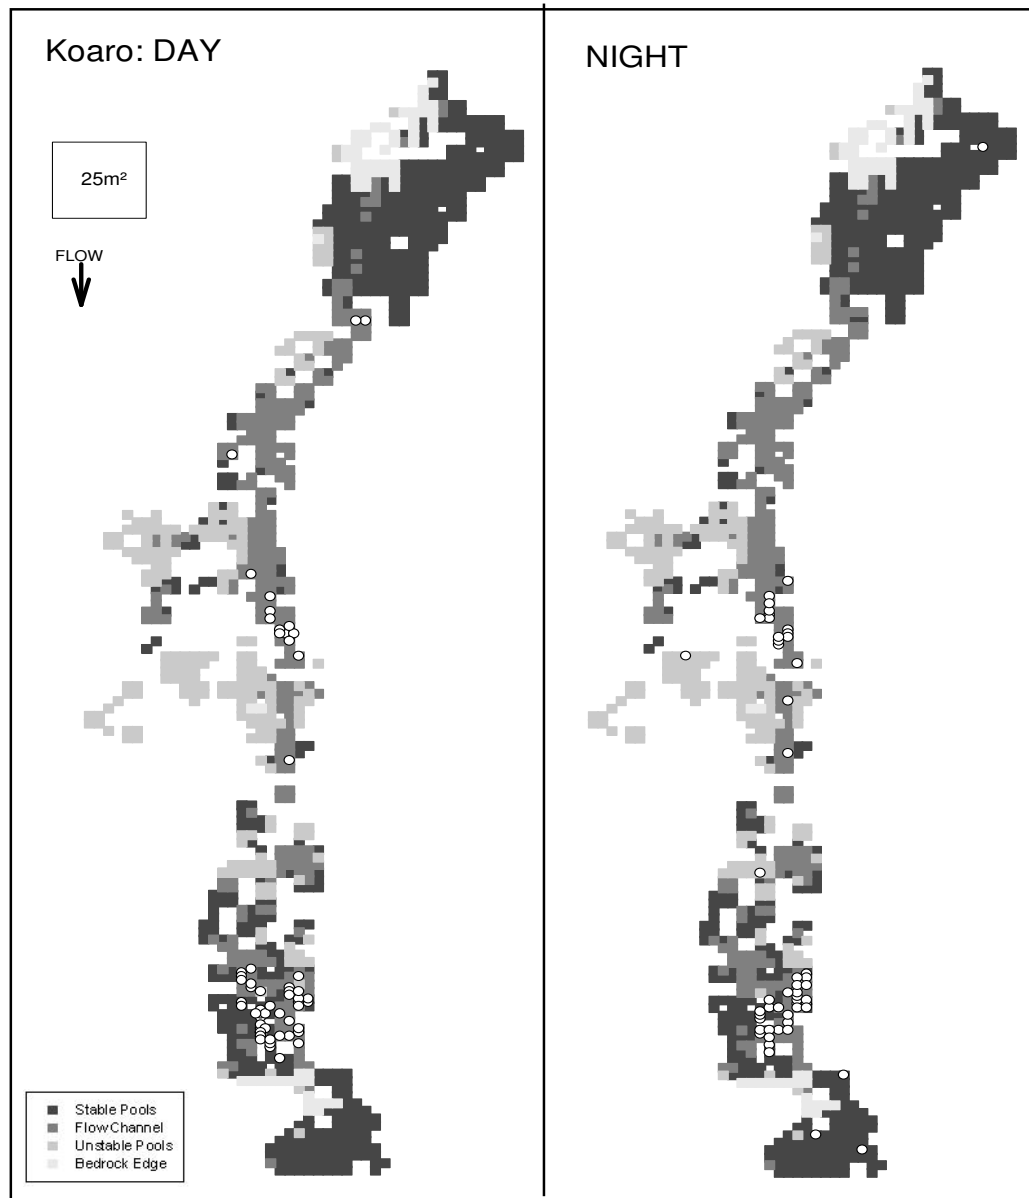 Koaro: DAY
NIGHT
25m²
FLOW
Stable Pools
Flow Channel
Unstable Pools
Bedrock Edge